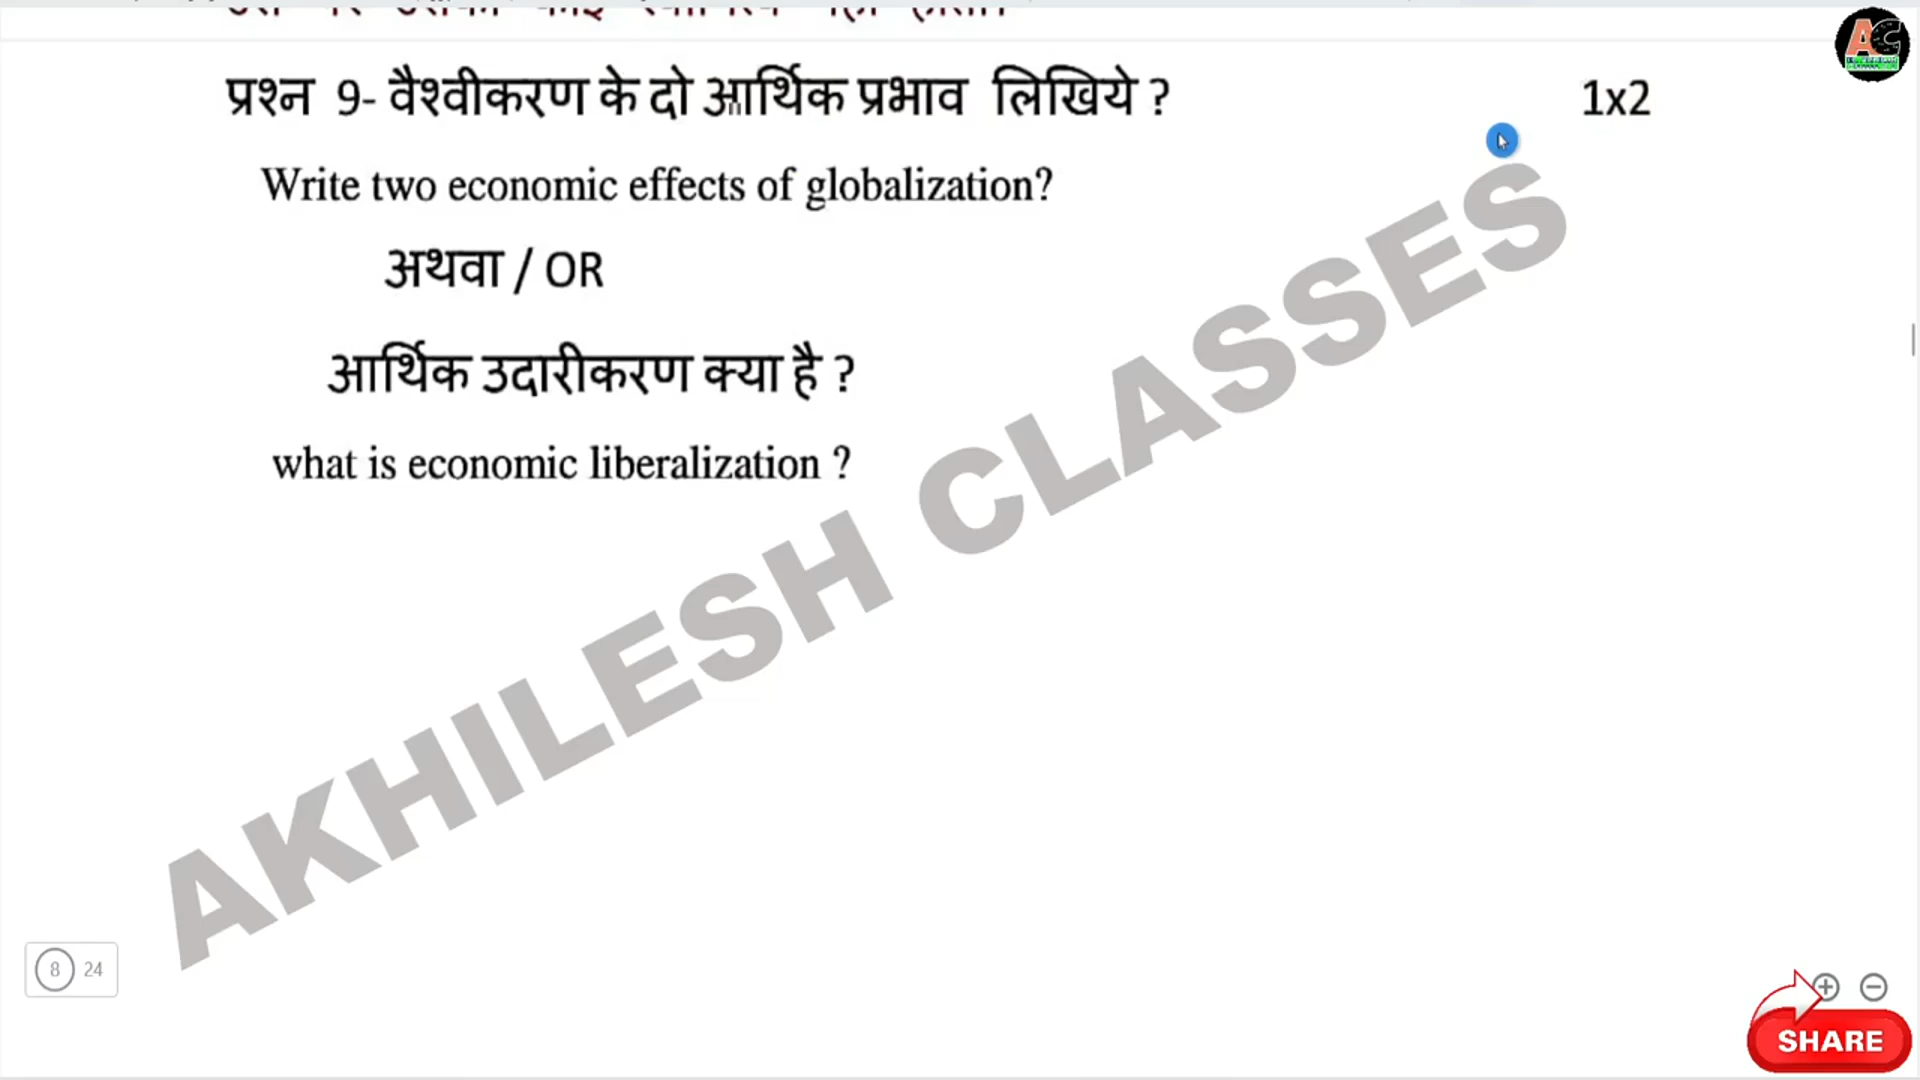 प्रश्न 9- वैश्वीकरण के दो आर्थिक प्रभाव लिखिये ? 1x2
Write two economic effects of globalization?
अथवा / OR
आर्थिक उदारीकरण क्या है ?
what is economic liberalization ?
AKHILESH CLASSES
8 24
SHARE
AC